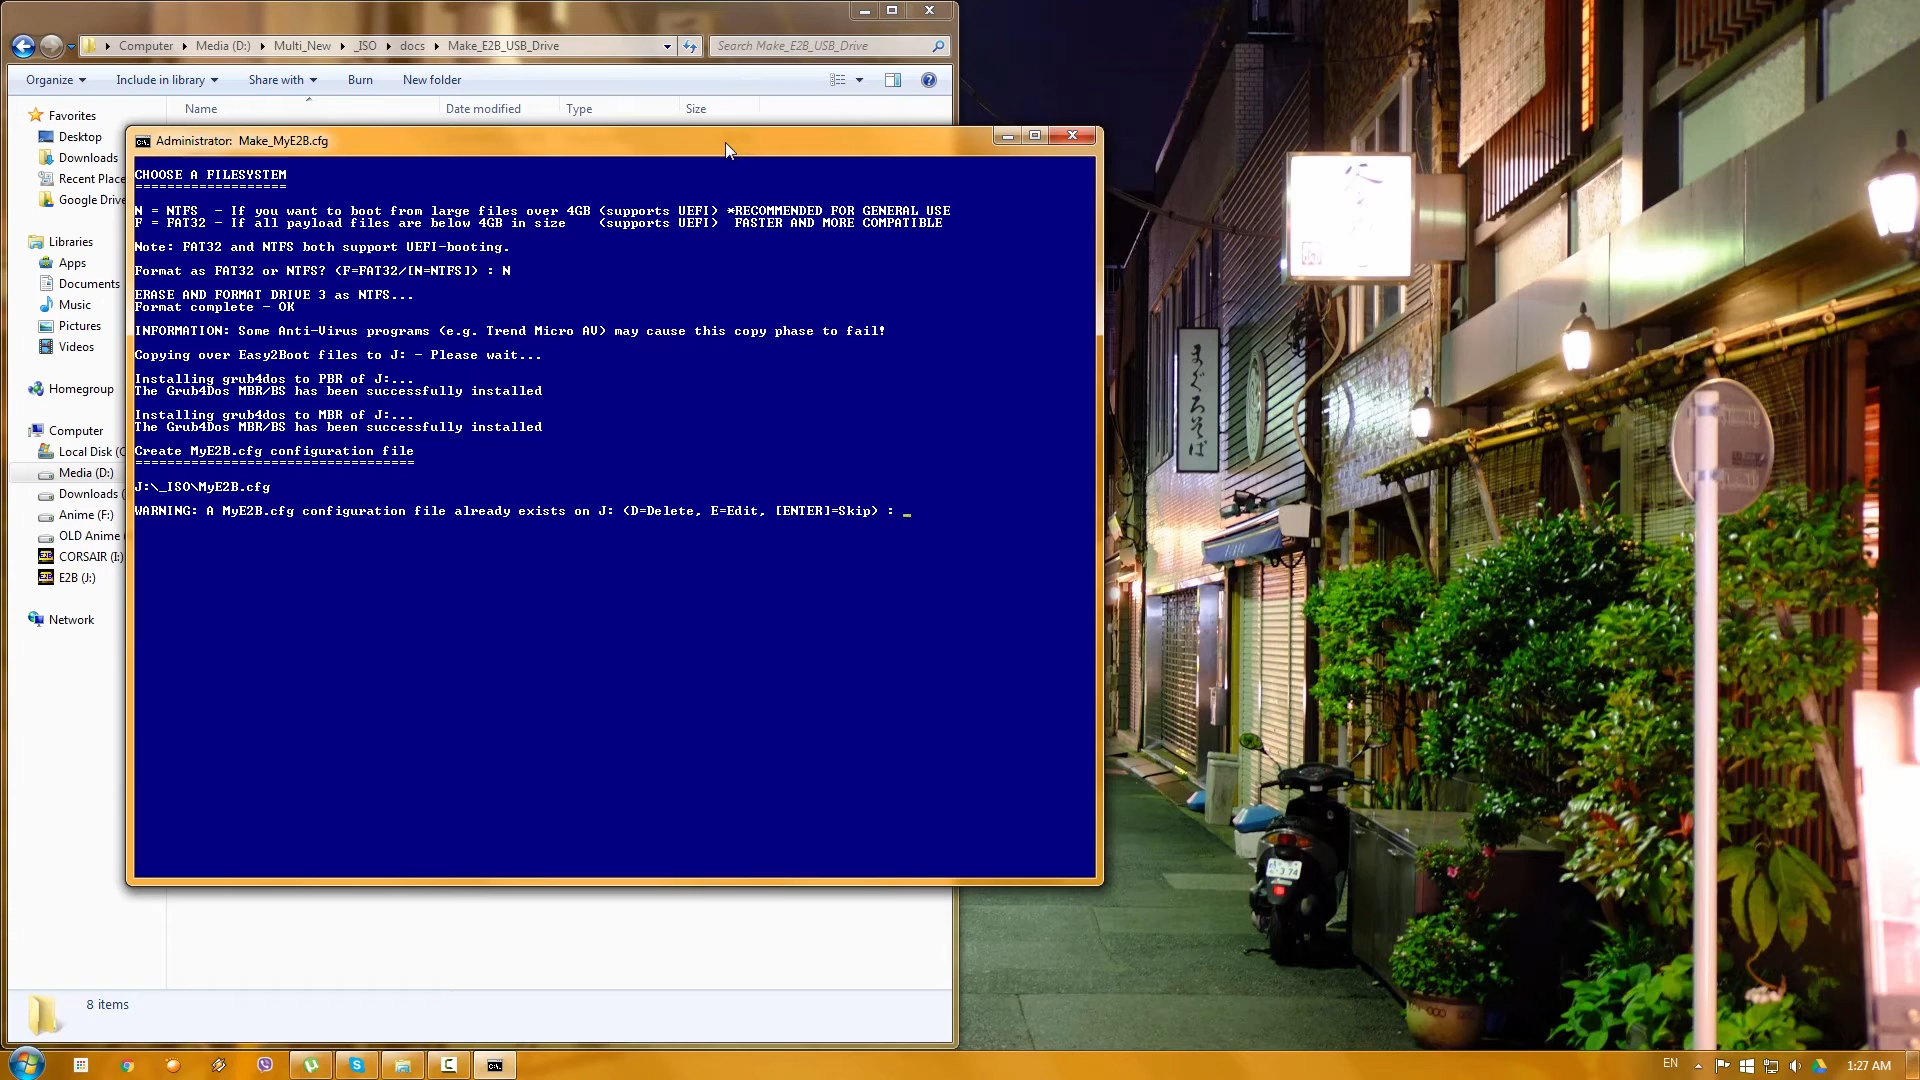 Computer Media (D:) Multi_New _ISO docs Make_E2B_USB_Drive
Search Make_E2B_USB_Drive
Organize Include in library Share with Burn New folder
Name Date modified Type Size
Favorites
Desktop
Downloads
Recent Place
Google Drive
Libraries
Apps
Documents
Music
Pictures
Videos
Homegroup
Computer
Local Disk (C
Media (D:)
Downloads (
Anime (F:)
OLD Anime (
CORSAIR (I:)
E2B (J:)
Network
8 items
Administrator: Make_MyE2B.cfg
CHOOSE A FILESYSTEM
===================
N = NTFS - If you want to boot from large files over 4GB (supports UEFI) *RECOMMENDED FOR GENERAL USE
F = FAT32 - If all payload files are below 4GB in size (supports UEFI) FASTER AND MORE COMPATIBLE
Note: FAT32 and NTFS both support UEFI-booting.
Format as FAT32 or NTFS? (F=FAT32/[N=NTFS]) : N
ERASE AND FORMAT DRIVE 3 as NTFS...
Format complete - OK
INFORMATION: Some Anti-Virus programs (e.g. Trend Micro AV) may cause this copy phase to fail!
Copying over Easy2Boot files to J: - Please wait...
Installing grub4dos to PBR of J:...
The Grub4Dos MBR/BS has been successfully installed
Installing grub4dos to MBR of J:...
The Grub4Dos MBR/BS has been successfully installed
Create MyE2B.cfg configuration file
===================================
J:\_ISO\MyE2B.cfg
WARNING: A MyE2B.cfg configuration file already exists on J: (D=Delete, E=Edit, [ENTER]=Skip) : _
まぐろそば
EN
1:27 AM